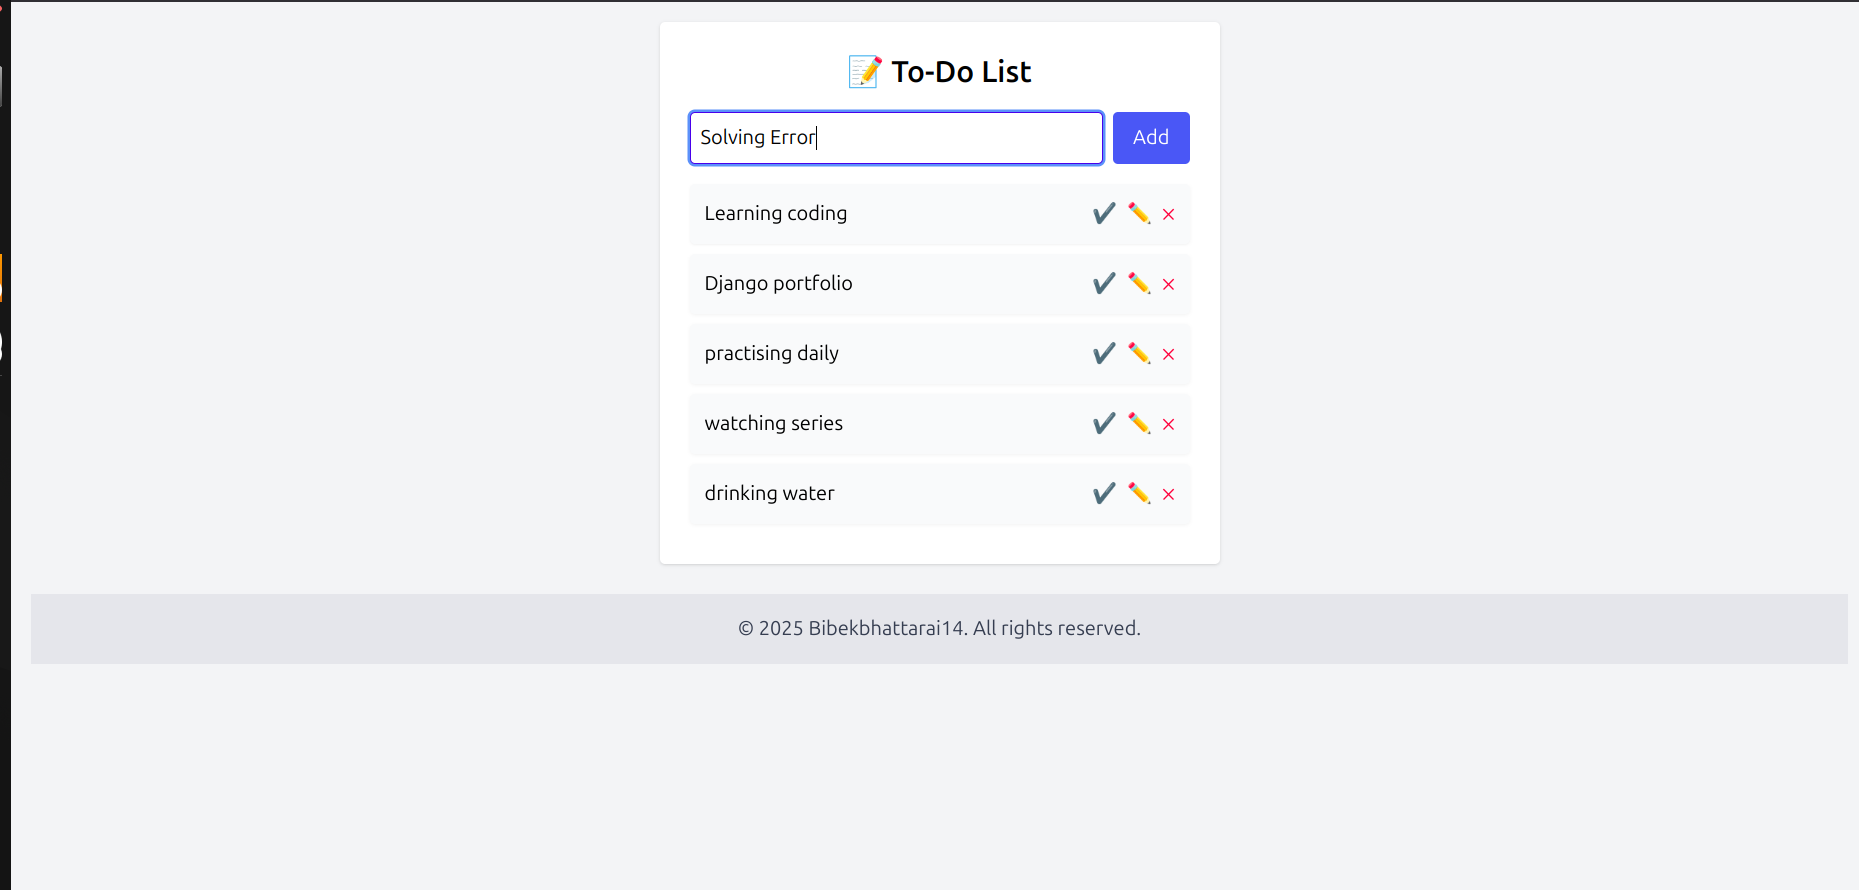 📝 To-Do List
Solving Error
Add
Learning coding
Django portfolio
practising daily
watching series
drinking water
© 2025 Bibekbhattarai14. All rights reserved.